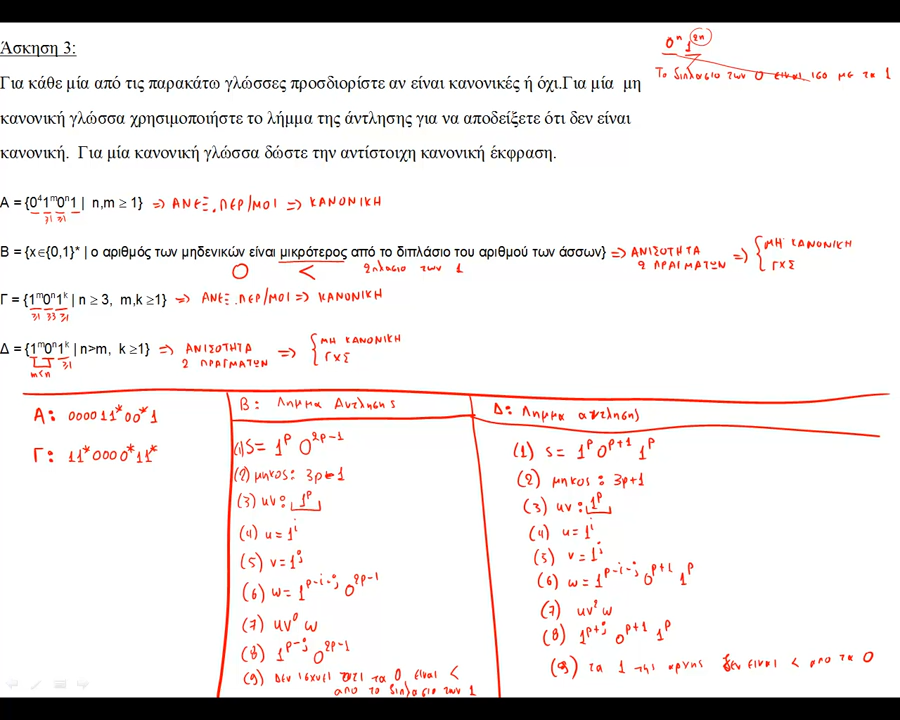 Άσκηση 3:
0ⁿ 1²ⁿ
Το διπλασιο των 0 ειναι ισο με τα 1
Για κάθε μία από τις παρακάτω γλώσσες προσδιορίστε αν είναι κανονικές ή όχι.Για μία μη
κανονική γλώσσα χρησιμοποιήστε το λήμμα της άντλησης για να αποδείξετε ότι δεν είναι
κανονική. Για μία κανονική γλώσσα δώστε την αντίστοιχη κανονική έκφραση.
Α = {0⁴1ᵐ0ⁿ1 | n,m ≥ 1} => ΑΝΕΞ.ΠΕΡ/ΜΟΙ => ΚΑΝΟΝΙΚΗ
≥1 ≥1
Β = {x∈{0,1}* | ο αριθμός των μηδενικών είναι μικρότερος από το διπλάσιο του αριθμού των άσσων} => ΑΝΙΣΟΤΗΤΑ 2 ΠΡΑΓΜΑΤΩΝ => { ΜΗ ΚΑΝΟΝΙΚΗ ΓΧΣ
0 < 2πλασιο των 1
Γ = {1ᵐ0ⁿ1ᵏ | n ≥ 3, m,k ≥1} => ΑΝΕΞ.ΠΕΡ/ΜΟΙ => ΚΑΝΟΝΙΚΗ
≥1 ≥3 ≥1
Δ = {1ᵐ0ⁿ1ᵏ | n>m, k ≥1} => ΑΝΙΣΟΤΗΤΑ 2 ΠΡΑΓΜΑΤΩΝ => { ΜΗ ΚΑΝΟΝΙΚΗ ΓΧΣ
m<n ≥1
Α: 000011*00*1
Γ: 11*0000*11*
Β: Λημμα Αντλησης
(1) S= 1ᵖ 0²ᵖ⁻¹
(2) μηκος: 3p-1
(3) uv: 1ᵖ
(4) u=1ⁱ
(5) v=1ʲ
(6) w=1ᵖ⁻ⁱ⁻ʲ 0²ᵖ⁻¹
(7) uv⁰ w
(8) 1ᵖ⁻ʲ 0²ᵖ⁻¹
(9) Δεν ισχυει οτι τα 0 ειναι <
απο το διπλασιο των 1
Δ: Λημμα αντλησης
(1) S= 1ᵖ 0ᵖ⁺¹ 1ᵖ
(2) μηκος : 3p+1
(3) uv : 1ᵖ
(4) u=1ⁱ
(5) v=1ʲ
(6) w=1ᵖ⁻ⁱ⁻ʲ 0ᵖ⁺¹ 1ᵖ
(7) uv²w
(8) 1ᵖ⁺ʲ 0ᵖ⁺¹ 1ᵖ
(9) τα 1 της αρχης δεν ειναι < απο τα 0